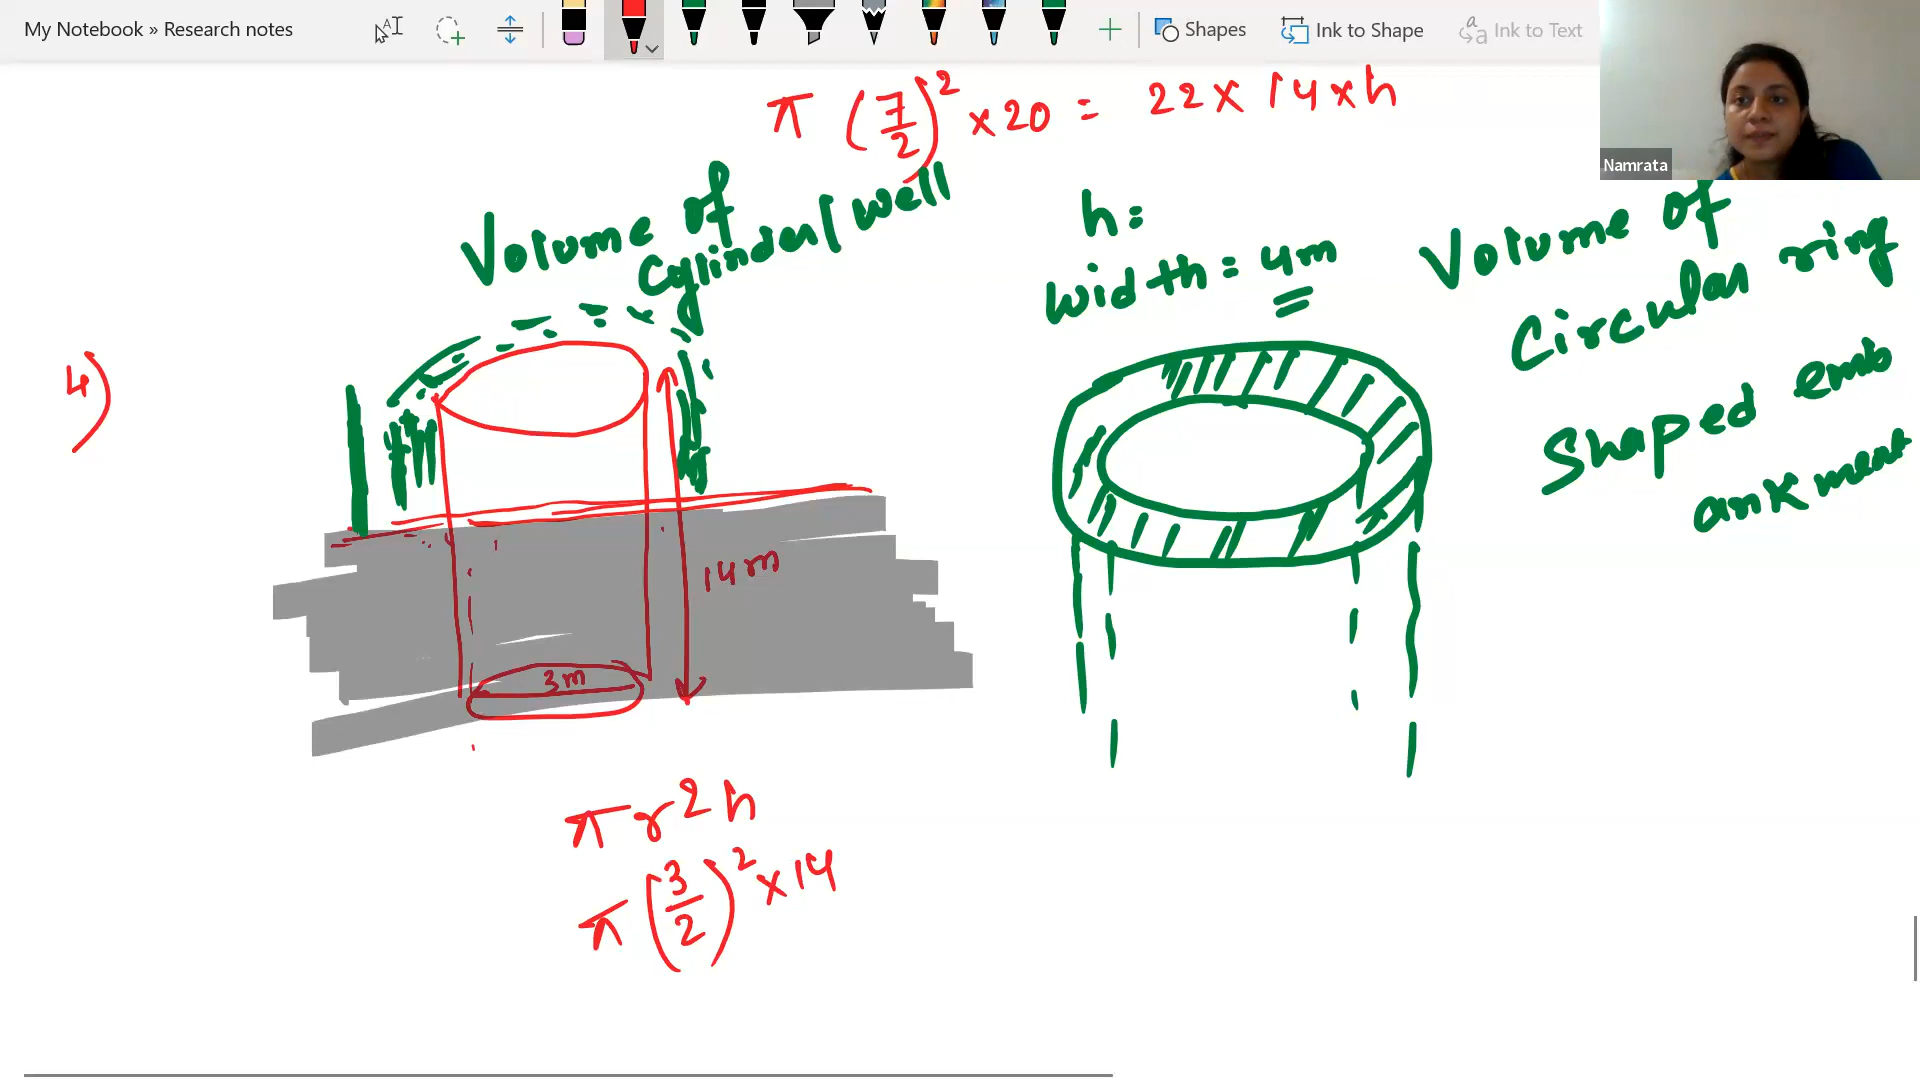 My Notebook » Research notes
Shapes
Ink to Shape
Ink to Text
Namrata
π (7/2)² × 20 = 22 × 14 × h
Volume of
Cylinder/well
h =
width = 4m
Volume of
Circular ring
Shaped emb
ankment
4)
14m
3m
πr²h
π(3/2)² × 14